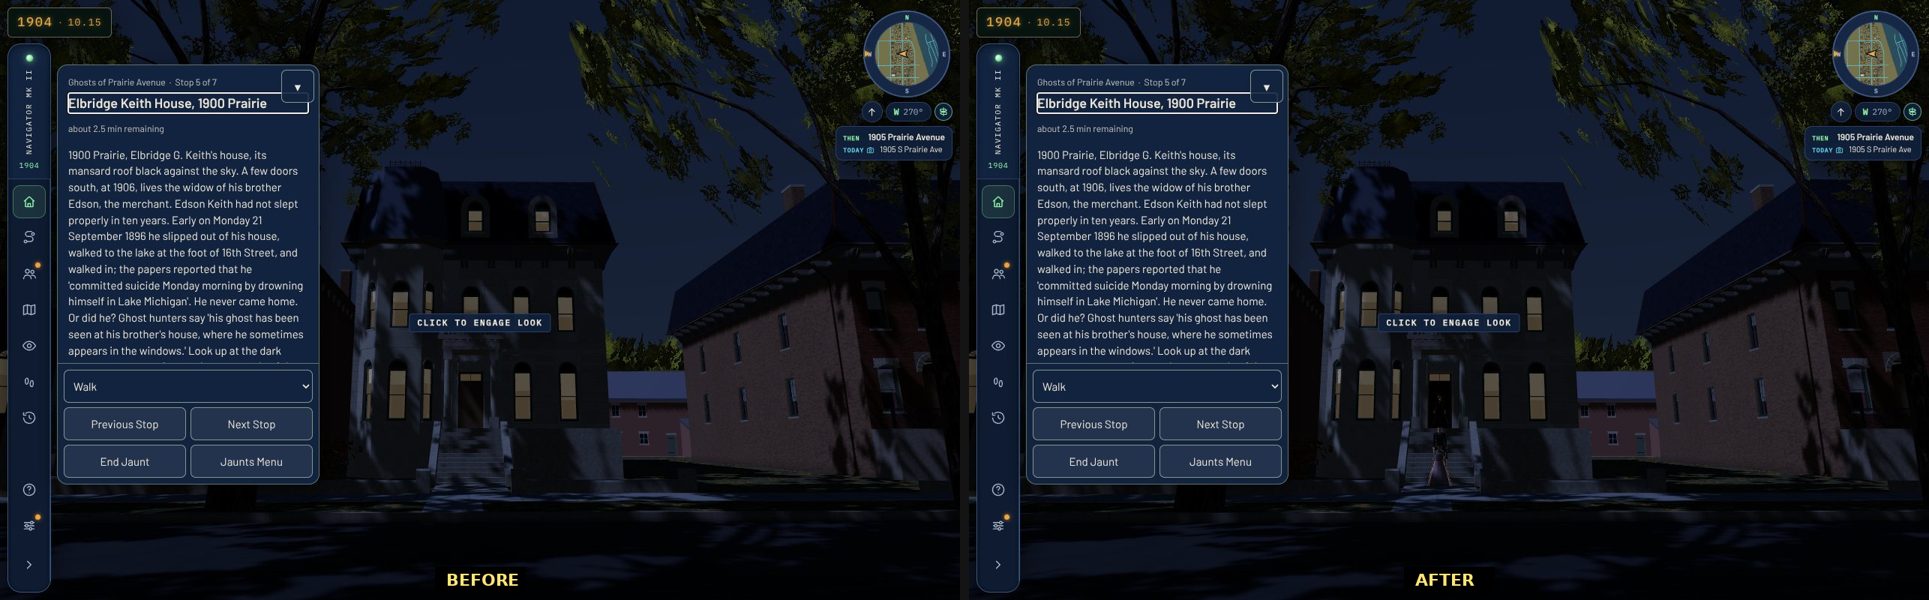 1904 · 10.15
NAVIGATOR MK II
1904
Ghosts of Prairie Avenue · Stop 5 of 7
Elbridge Keith House, 1900 Prairie
about 2.5 min remaining
1900 Prairie, Elbridge G. Keith's house, its
mansard roof black against the sky. A few doors
south, at 1906, lives the widow of his brother
Edson, the merchant. Edson Keith had not slept
properly in ten years. Early on Monday 21
September 1896 he slipped out of his house,
walked to the lake at the foot of 16th Street, and
walked in; the papers reported that he
'committed suicide Monday morning by drowning
himself in Lake Michigan'. He never came home.
Or did he? Ghost hunters say 'his ghost has been
seen at his brother's house, where he sometimes
appears in the windows.' Look up at the dark
Walk
Previous Stop
Next Stop
End Jaunt
Jaunts Menu
CLICK TO ENGAGE LOOK
N
E
S
W
W 270°
THEN 1905 Prairie Avenue
TODAY 1905 S Prairie Ave
BEFORE
1904 · 10.15
NAVIGATOR MK II
1904
Ghosts of Prairie Avenue · Stop 5 of 7
Elbridge Keith House, 1900 Prairie
about 2.5 min remaining
1900 Prairie, Elbridge G. Keith's house, its
mansard roof black against the sky. A few doors
south, at 1906, lives the widow of his brother
Edson, the merchant. Edson Keith had not slept
properly in ten years. Early on Monday 21
September 1896 he slipped out of his house,
walked to the lake at the foot of 16th Street, and
walked in; the papers reported that he
'committed suicide Monday morning by drowning
himself in Lake Michigan'. He never came home.
Or did he? Ghost hunters say 'his ghost has been
seen at his brother's house, where he sometimes
appears in the windows.' Look up at the dark
Walk
Previous Stop
Next Stop
End Jaunt
Jaunts Menu
CLICK TO ENGAGE LOOK
N
E
S
W
W 270°
THEN 1905 Prairie Avenue
TODAY 1905 S Prairie Ave
AFTER